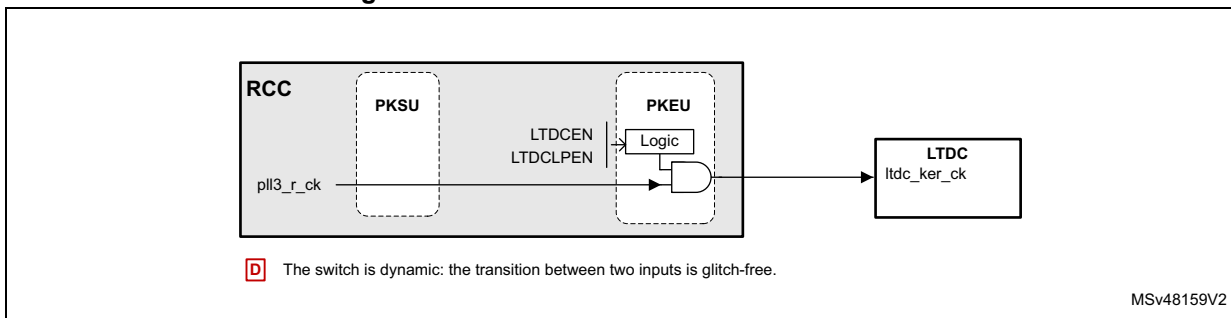 RCC
PKSU
PKEU
LTDCEN
LTDCLPEN
Logic
LTDC
ltdc_ker_ck
pll3_r_ck
D The switch is dynamic: the transition between two inputs is glitch-free.
MSv48159V2